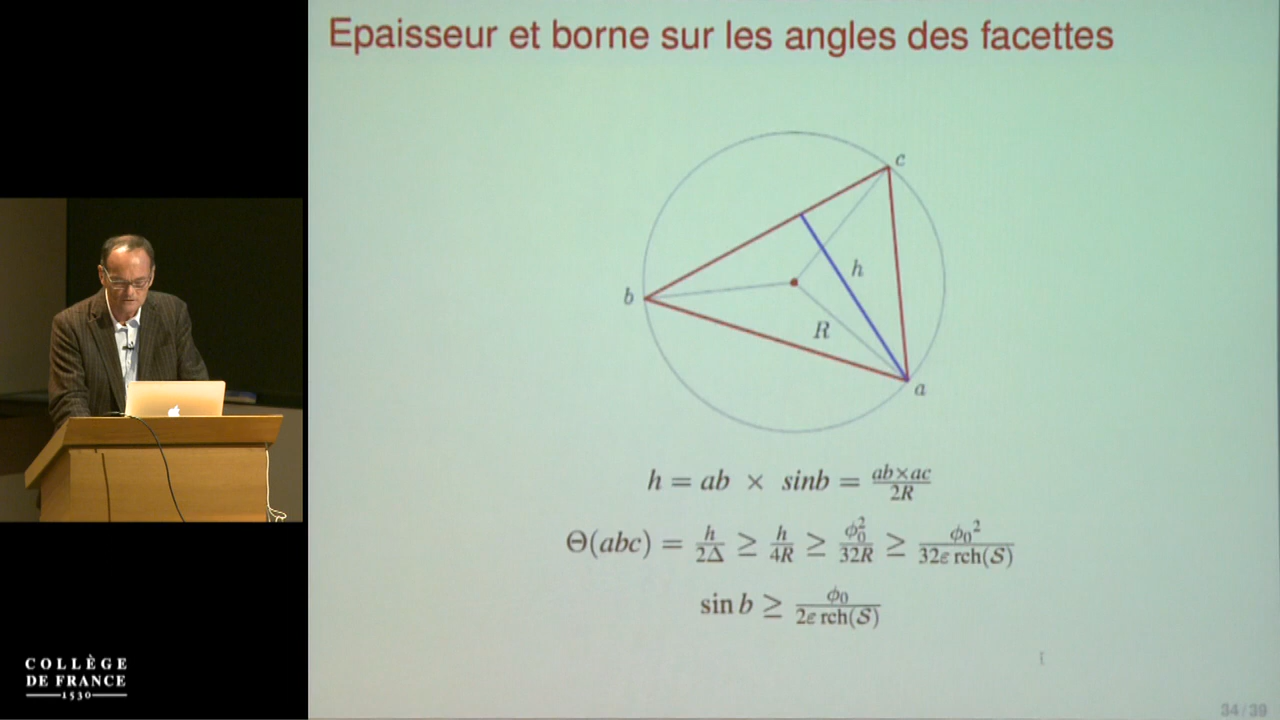 Epaisseur et borne sur les angles des facettes
c
h
b
R
a
h = ab × sinb = ab×ac / 2R
Θ(abc) = h/2Δ ≥ h/4R ≥ ϕ₀²/32R ≥ ϕ₀²/32ε rch(S)
sin b ≥ ϕ₀/2ε rch(S)
34/39
COLLÈGE
DE FRANCE
1530